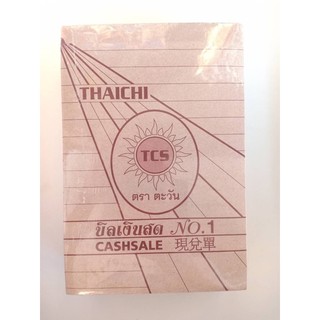 THAICHI
TCS
ตรา ตะวัน
บิลเงินสด NO.1
CASHSALE 現兌單